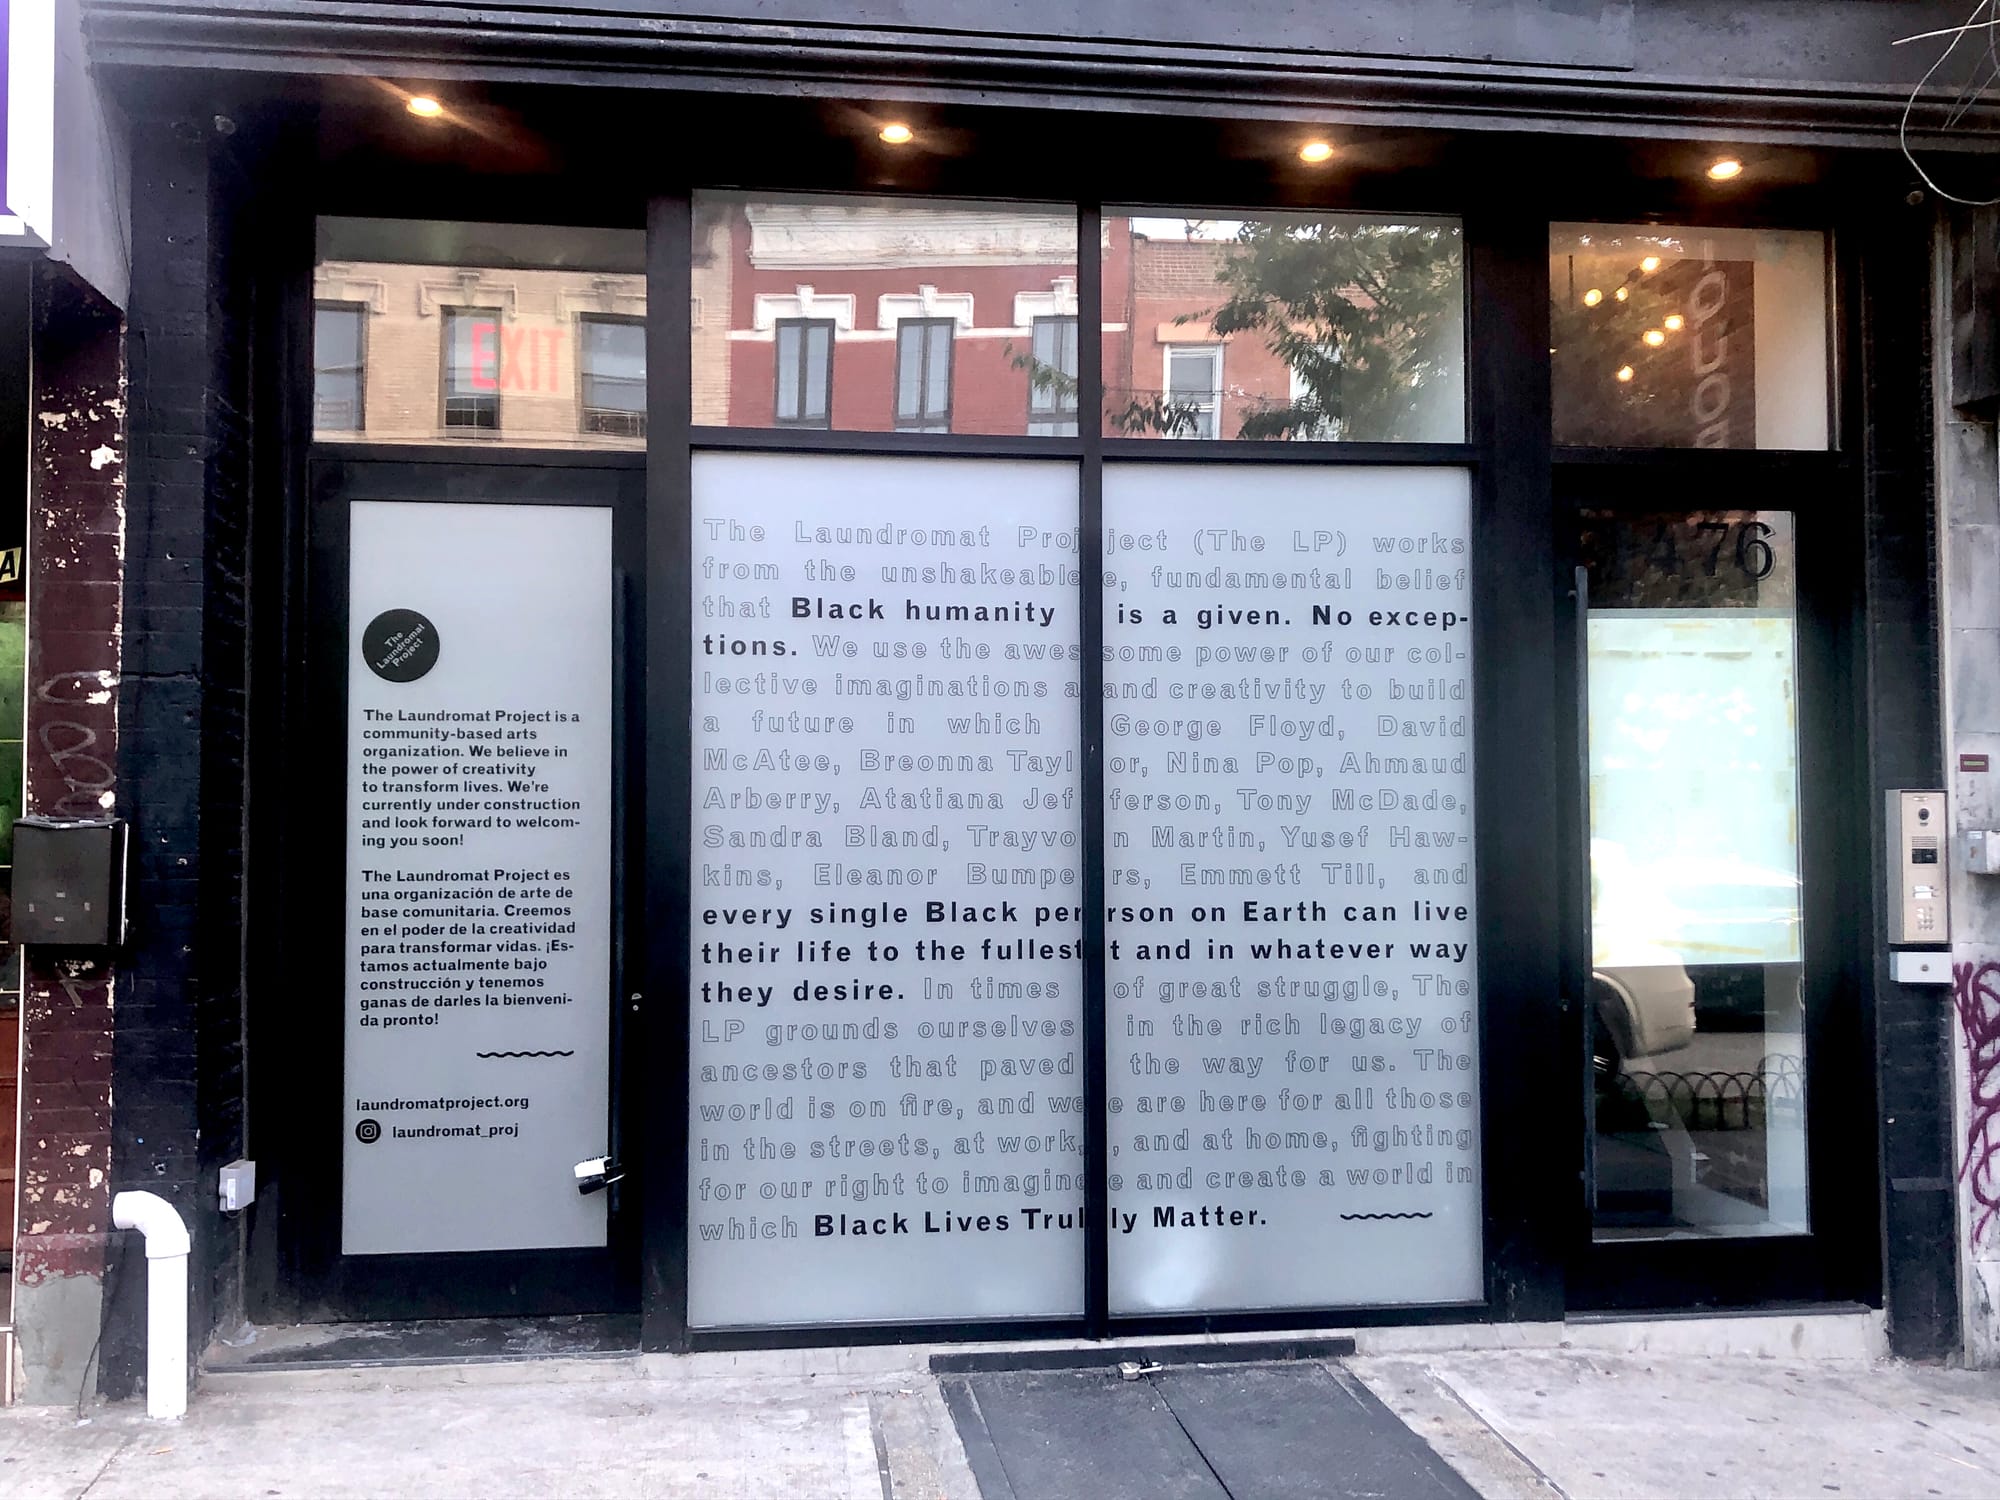 EXIT
The
Laundromat
Project
The Laundromat Project is a
community-based arts
organization. We believe in
the power of creativity
to transform lives. We're
currently under construction
and look forward to welcom-
ing you soon!
The Laundromat Project es
una organización de arte de
base comunitaria. Creemos
en el poder de la creatividad
para transformar vidas. ¡Es-
tamos actualmente bajo
construcción y tenemos
ganas de darles la bienveni-
da pronto!
laundromatproject.org
laundromat_proj
The Laundromat Project (The LP) works
from the unshakeable, fundamental belief
that Black humanity is a given. No excep-
tions. We use the awesome power of our col-
lective imaginations and creativity to build
a future in which George Floyd, David
McAtee, Breonna Taylor, Nina Pop, Ahmaud
Arberry, Atatiana Jefferson, Tony McDade,
Sandra Bland, Trayvon Martin, Yusef Haw-
kins, Eleanor Bumpers, Emmett Till, and
every single Black person on Earth can live
their life to the fullest and in whatever way
they desire. In times of great struggle, The
LP grounds ourselves in the rich legacy of
ancestors that paved the way for us. The
world is on fire, and we are here for all those
in the streets, at work, and at home, fighting
for our right to imagine and create a world in
which Black Lives Truly Matter.
1476